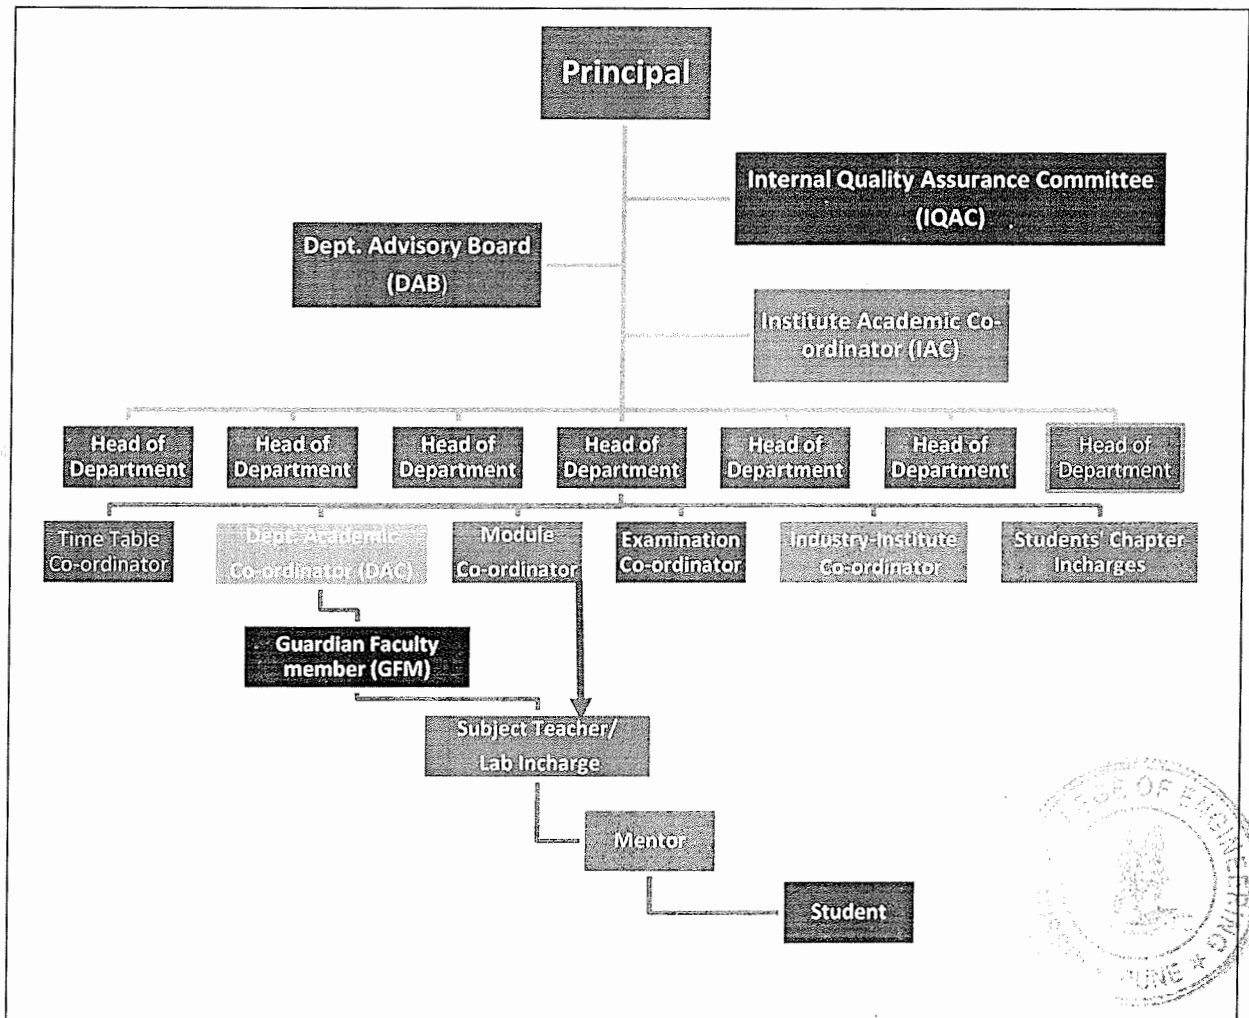 Principal
Internal Quality Assurance Committee
(IQAC)
Dept. Advisory Board
(DAB)
Institute Academic Co-
ordinator (IAC)
Head of
Department
Head of
Department
Head of
Department
Head of
Department
Head of
Department
Head of
Department
Head of
Department
Time Table
Co-ordinator
Dept. Academic
Co-ordinator (DAC)
Module
Co-ordinator
Examination
Co-ordinator
Industry-Institute
Co-ordinator
Students' Chapter
Incharges
Guardian Faculty
member (GFM)
Subject Teacher/
Lab Incharge
Mentor
Student
OF ENGINEERING
PUNE